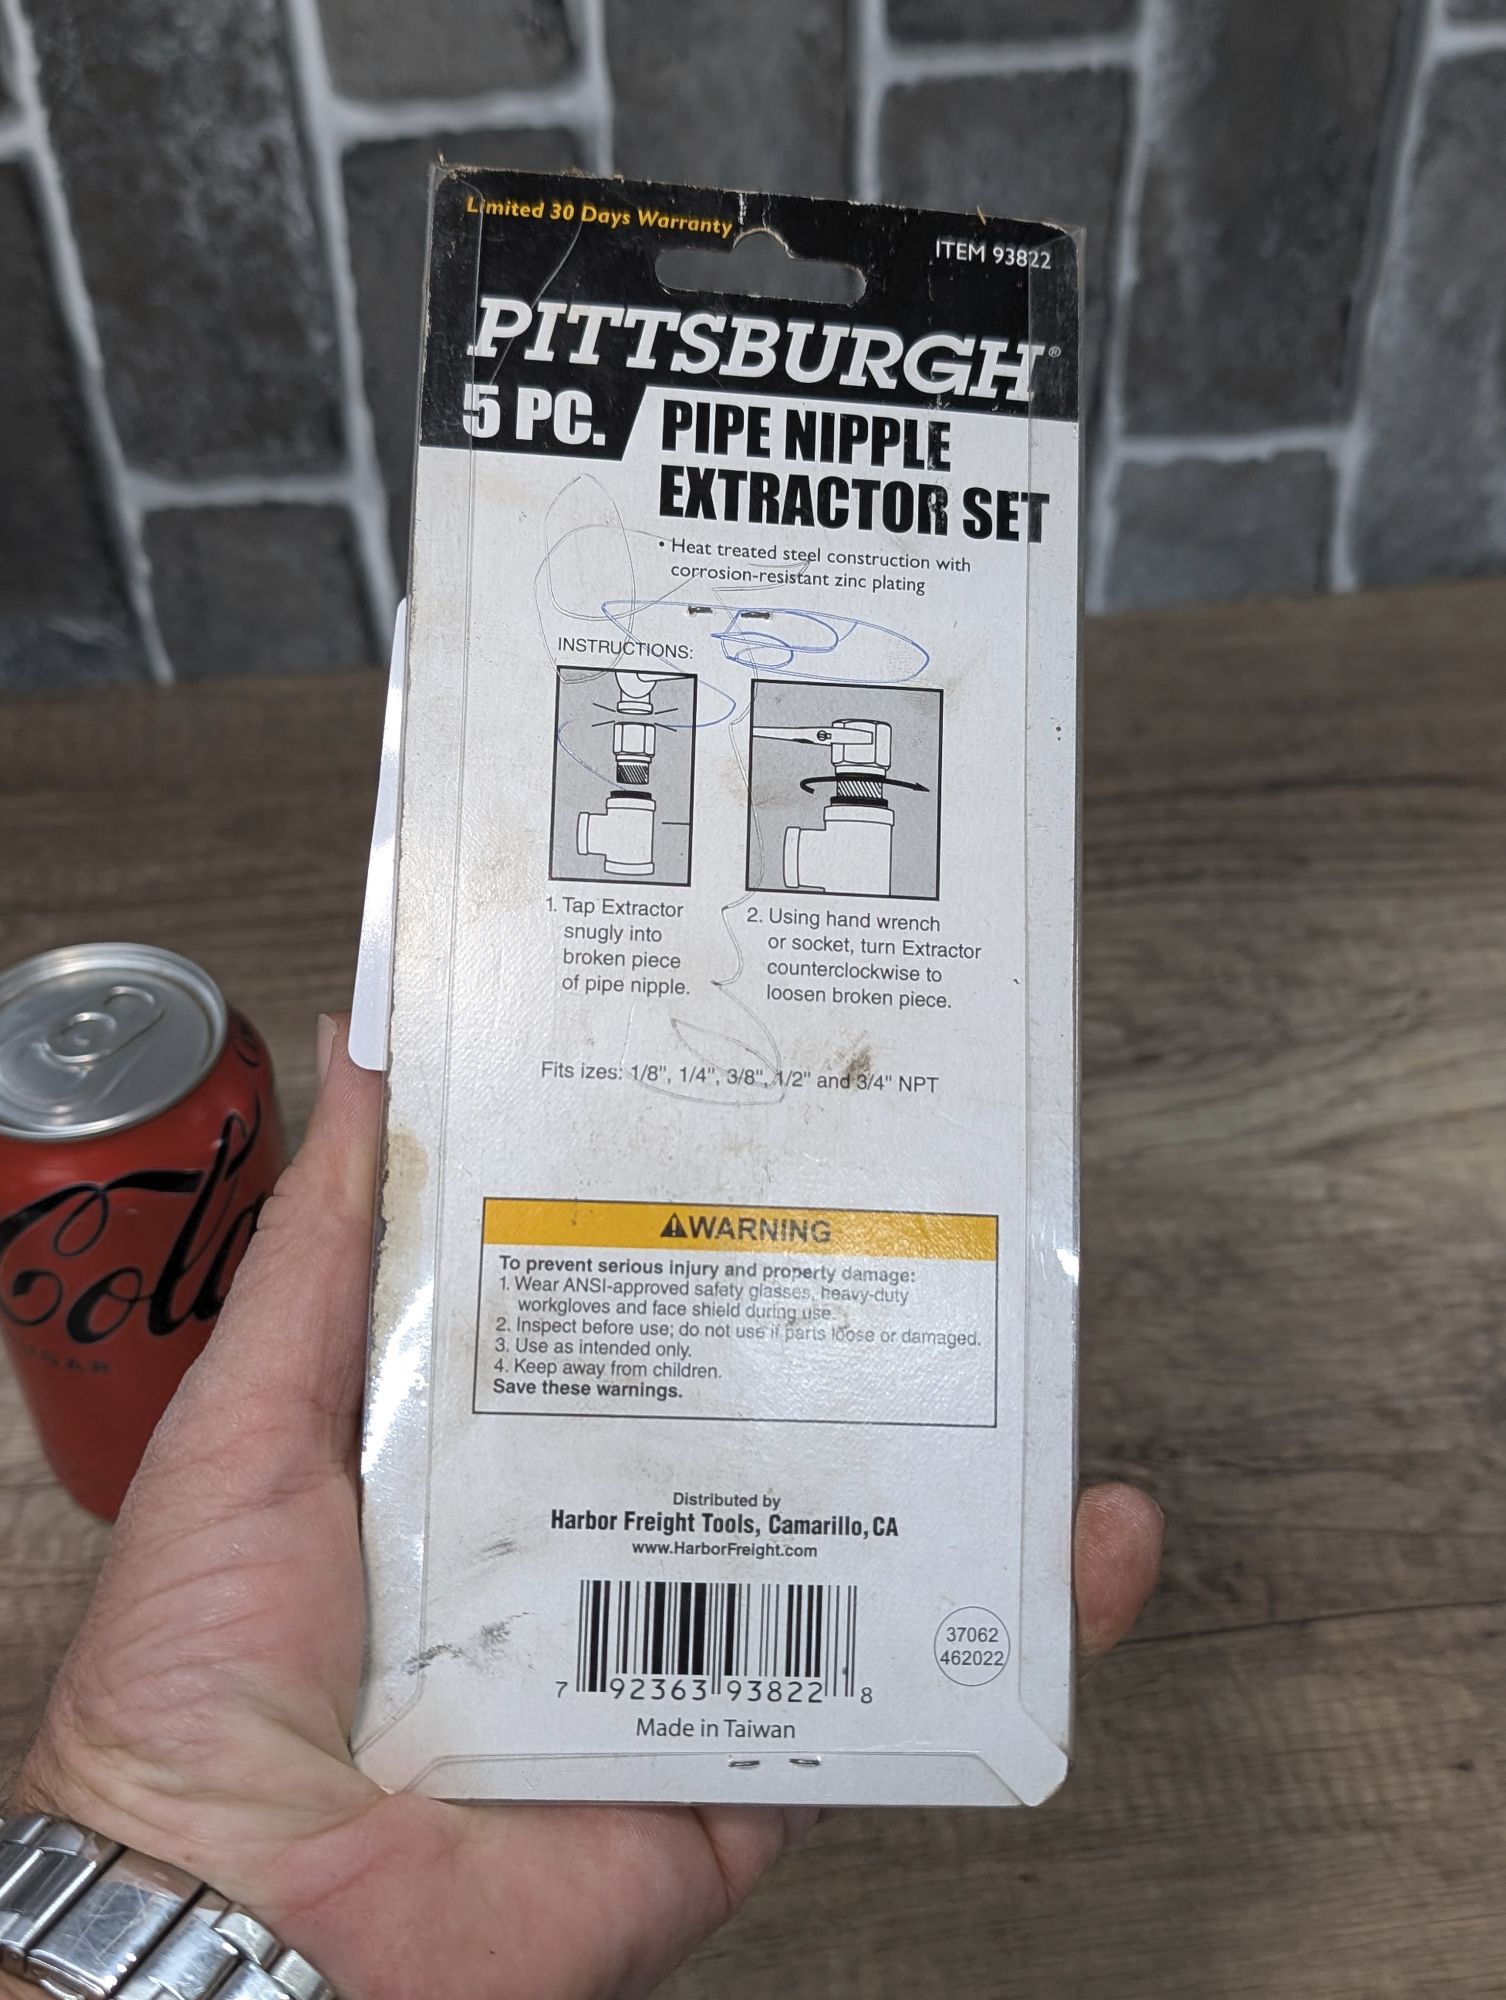 Limited 30 Days Warranty
ITEM 93822
PITTSBURGH®
5 PC.
PIPE NIPPLE
EXTRACTOR SET
• Heat treated steel construction with
corrosion-resistant zinc plating
INSTRUCTIONS:
1. Tap Extractor
snugly into
broken piece
of pipe nipple.
2. Using hand wrench
or socket, turn Extractor
counterclockwise to
loosen broken piece.
Fits izes: 1/8", 1/4", 3/8", 1/2" and 3/4" NPT
⚠WARNING
To prevent serious injury and property damage:
1. Wear ANSI-approved safety glasses, heavy-duty
workgloves and face shield during use.
2. Inspect before use; do not use if parts loose or damaged.
3. Use as intended only.
4. Keep away from children.
Save these warnings.
Distributed by
Harbor Freight Tools, Camarillo, CA
www.HarborFreight.com
7 92363 93822 8
37062
462022
Made in Taiwan
Cola